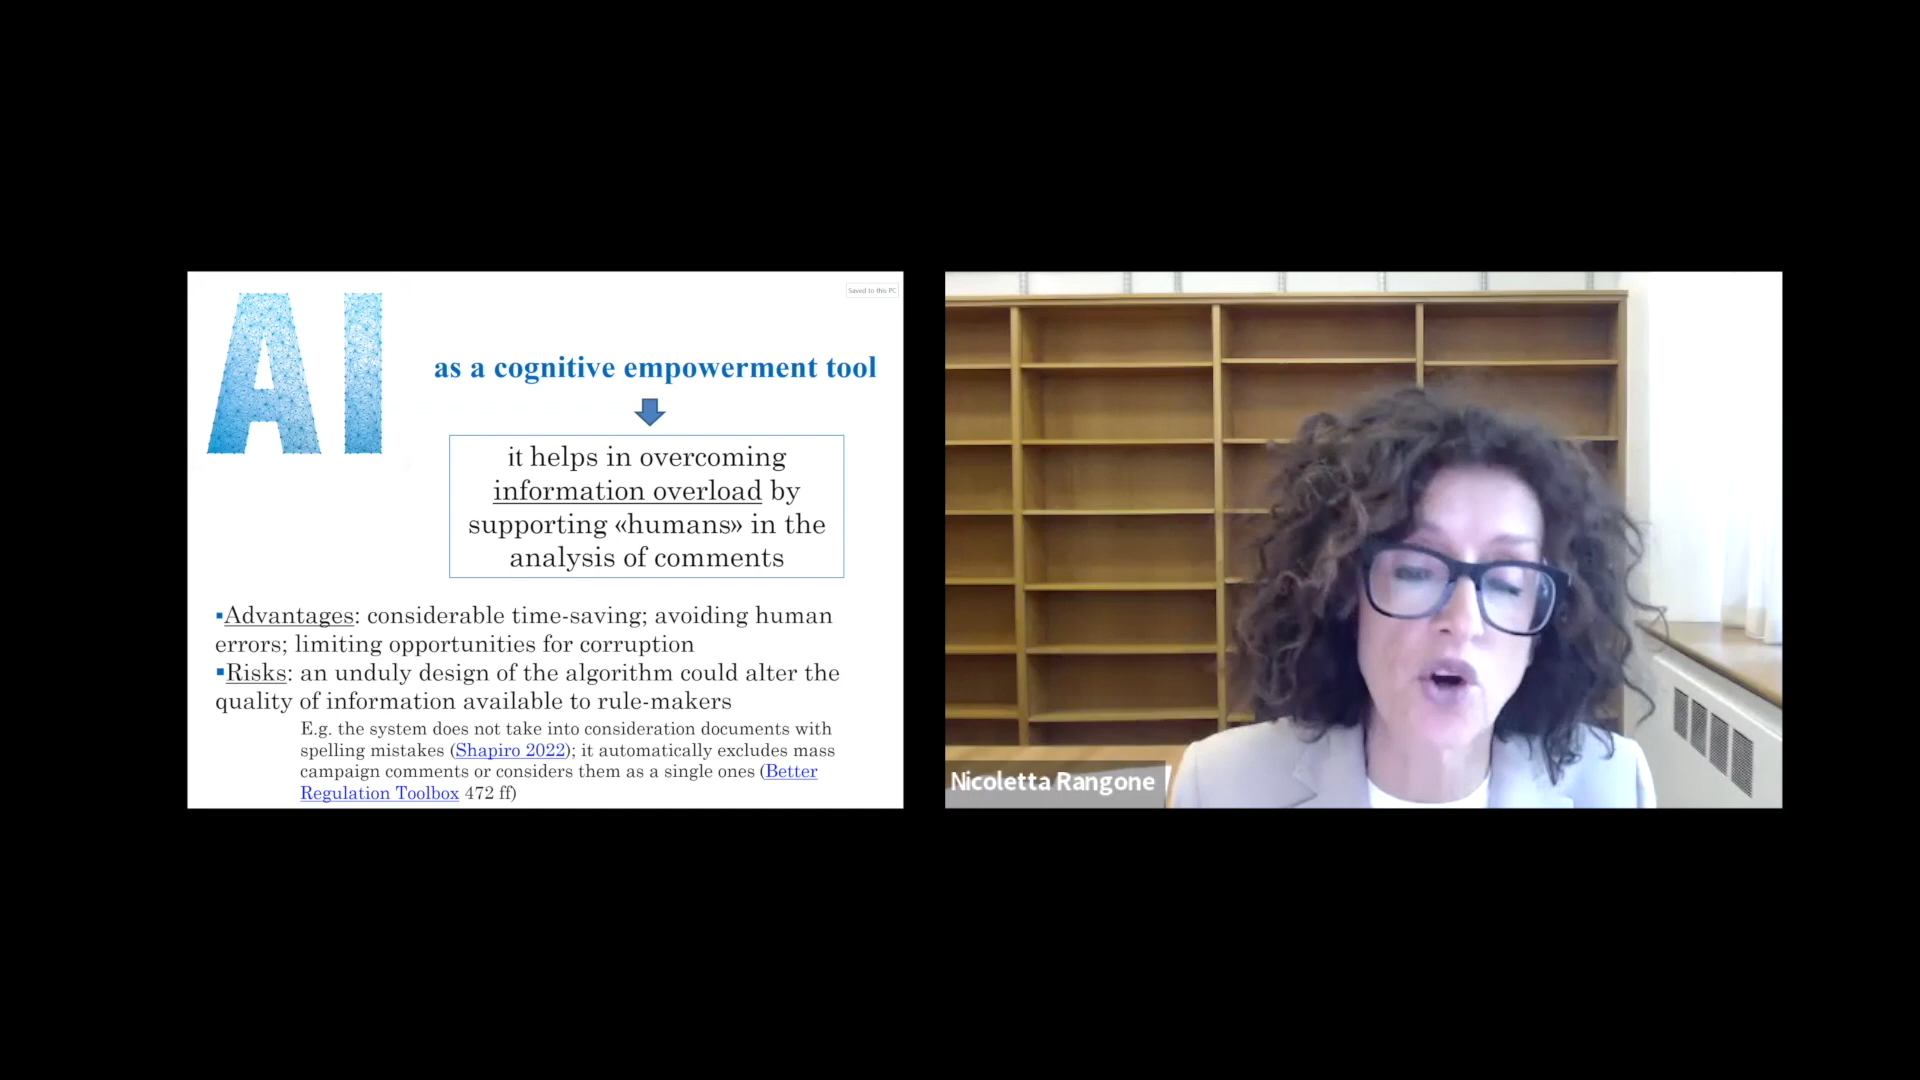 Saved to this PC
AI
as a cognitive empowerment tool
it helps in overcoming
information overload by
supporting «humans» in the
analysis of comments
▪Advantages: considerable time-saving; avoiding human
errors; limiting opportunities for corruption
▪Risks: an unduly design of the algorithm could alter the
quality of information available to rule-makers
E.g. the system does not take into consideration documents with
spelling mistakes (Shapiro 2022); it automatically excludes mass
campaign comments or considers them as a single ones (Better
Regulation Toolbox 472 ff)
Nicoletta Rangone